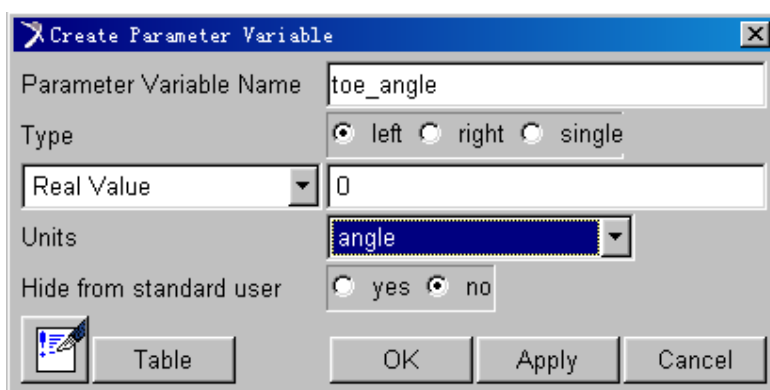 Create Parameter Variable
Parameter Variable Name toe_angle
Type left right single
Real Value 0
Units angle
Hide from standard user yes no
Table OK Apply Cancel